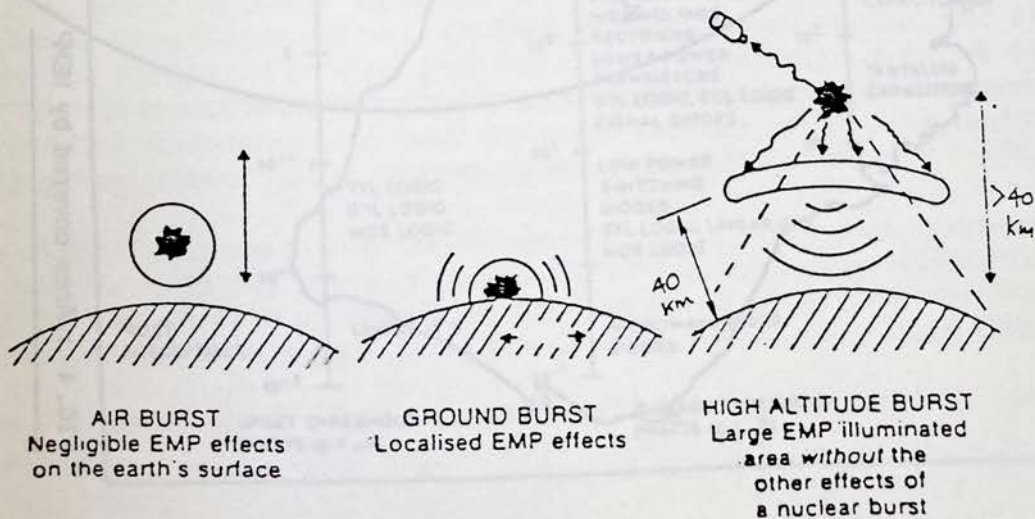 40
km
>40
km
AIR BURST
Negligible EMP effects
on the earth's surface
GROUND BURST
Localised EMP effects
HIGH ALTITUDE BURST
Large EMP illuminated
area without the
other effects of
a nuclear burst